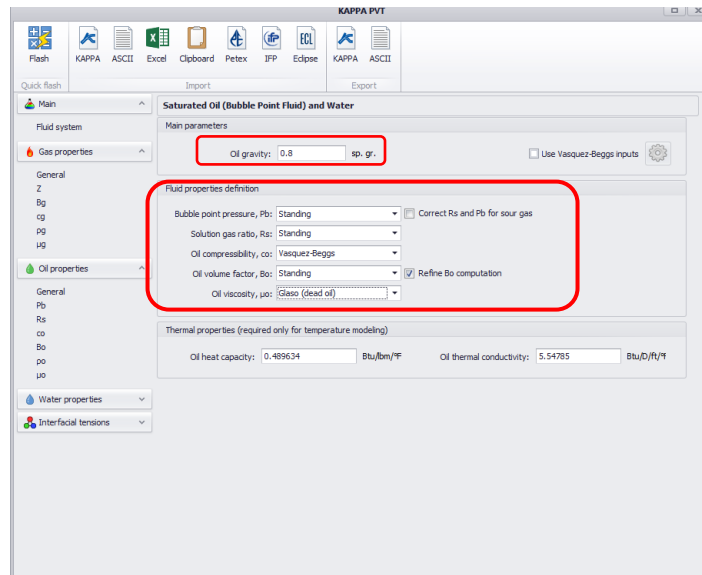 KAPPA PVT
Flash KAPPA ASCII Excel Clipboard Petex IFP Eclipse KAPPA ASCII
Quick flash Import Export
Main
Fluid system
Gas properties
General
Z
Bg
cg
ρg
μg
Oil properties
General
Pb
Rs
co
Bo
ρo
μo
Water properties
Interfacial tensions
Saturated Oil (Bubble Point Fluid) and Water
Main parameters
Oil gravity: 0.8 sp. gr. Use Vasquez-Beggs inputs
Fluid properties definition
Bubble point pressure, Pb: Standing Correct Rs and Pb for sour gas
Solution gas ratio, Rs: Standing
Oil compressibility, co: Vasquez-Beggs
Oil volume factor, Bo: Standing Refine Bo computation
Oil viscosity, μo: Glaso (dead oil)
Thermal properties (required only for temperature modeling)
Oil heat capacity: 0.489634 Btu/lbm/°F Oil thermal conductivity: 5.54785 Btu/D/ft/°F